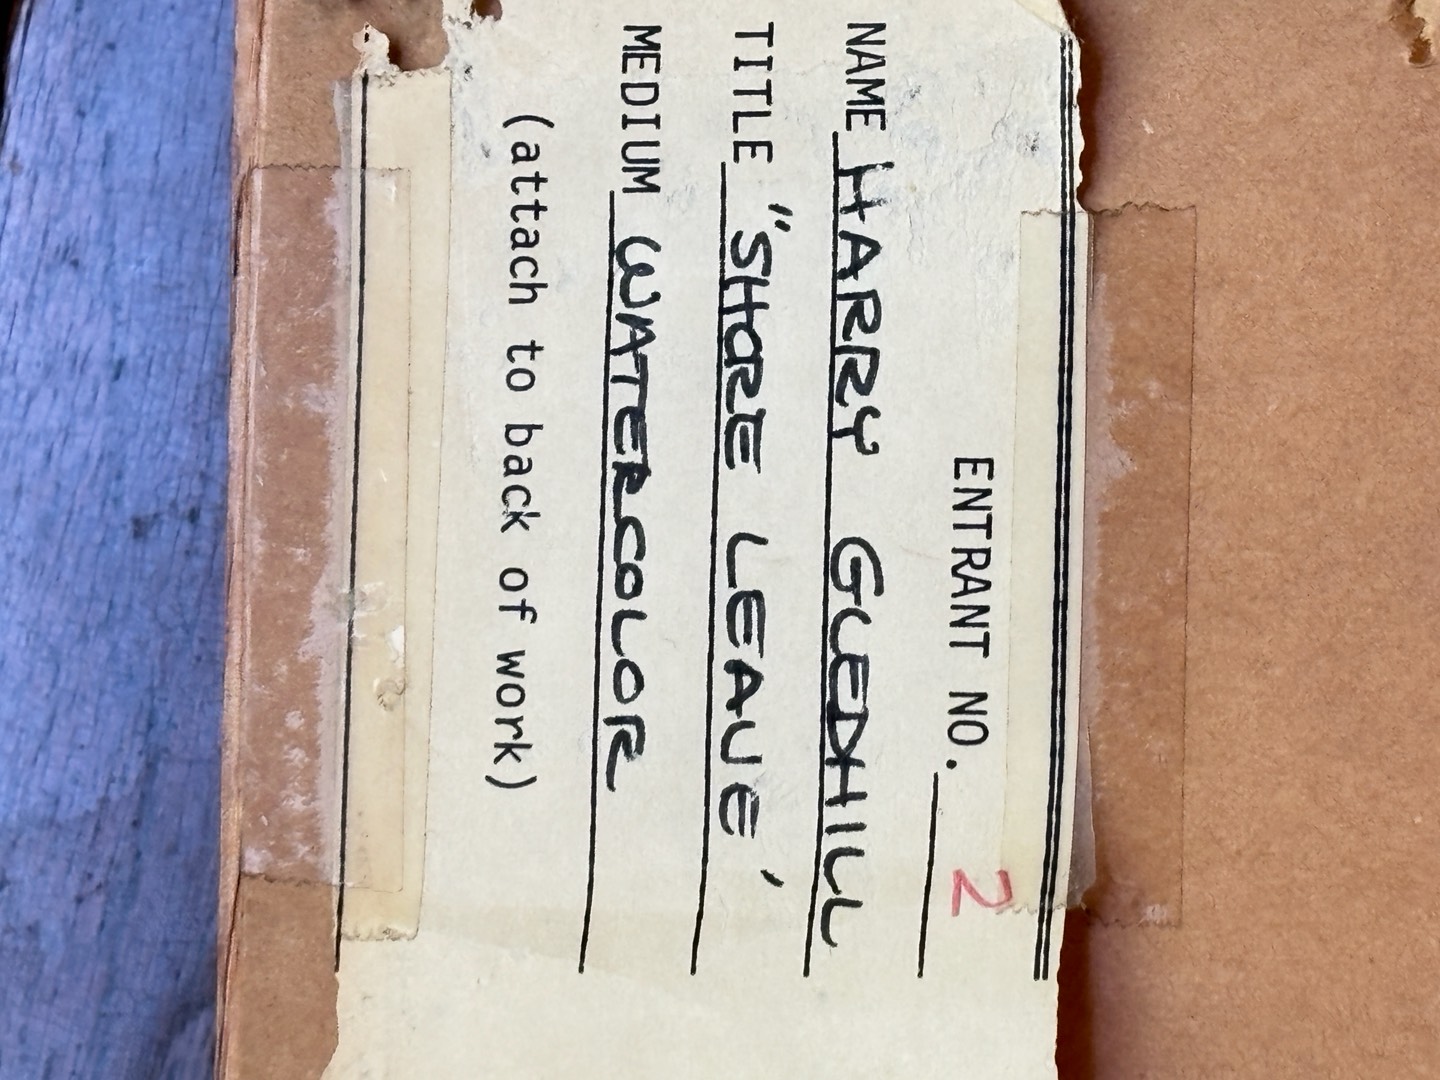 ENTRANT NO. 2
NAME HARRY GLEDHILL
TITLE "SHORE LEAVE'
MEDIUM WATERCOLOR
(attach to back of work)